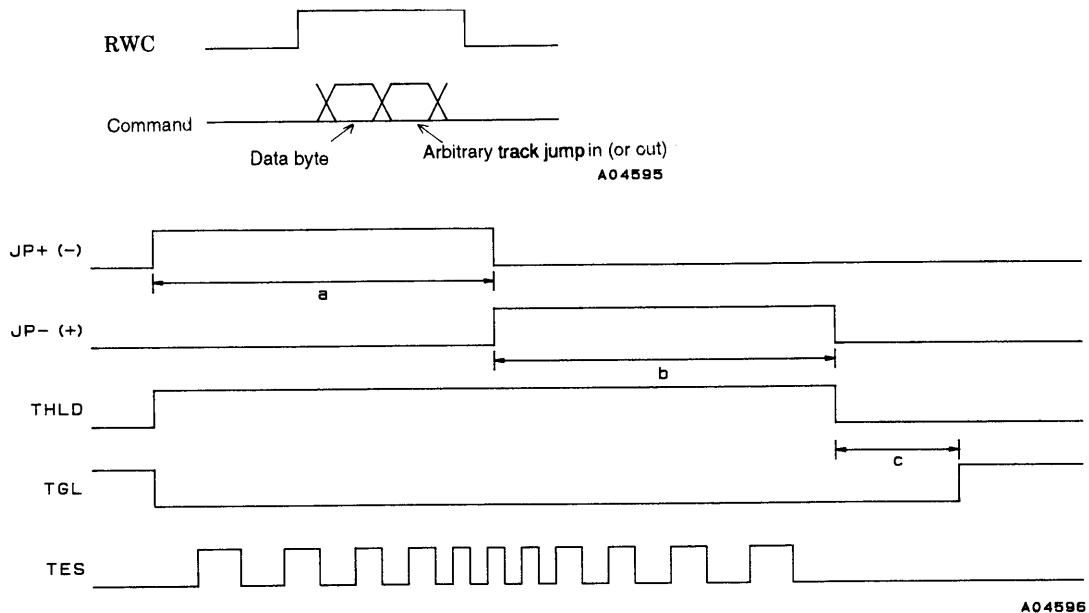 RWC
Command
Data byte
Arbitrary track jump in (or out)
A04595
JP+ (-)
a
JP- (+)
b
THLD
c
TGL
TES
A04596